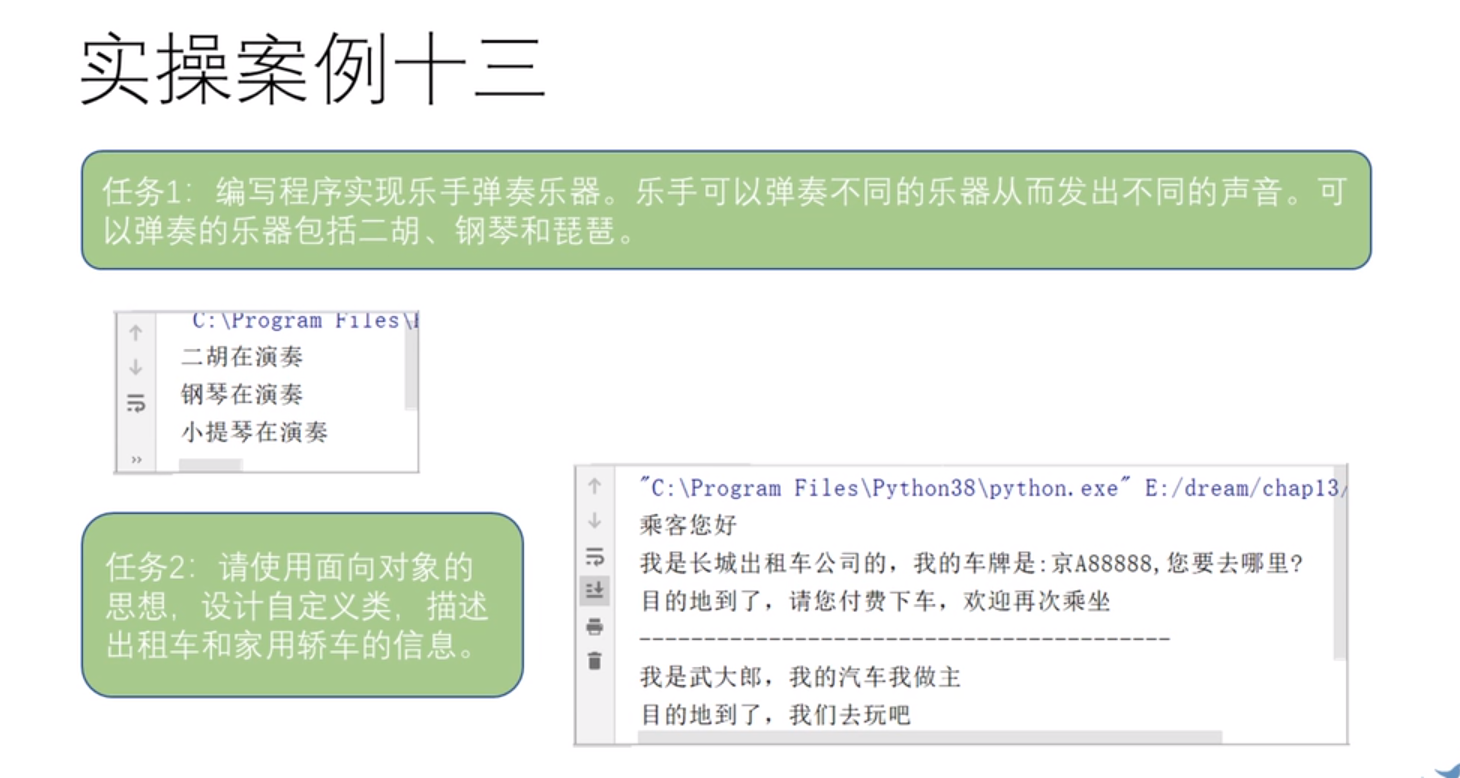 实操案例十三
任务1：编写程序实现乐手弹奏乐器。乐手可以弹奏不同的乐器从而发出不同的声音。可
以弹奏的乐器包括二胡、钢琴和琵琶。
C:\Program Files\
二胡在演奏
钢琴在演奏
小提琴在演奏
任务2：请使用面向对象的
思想，设计自定义类，描述
出租车和家用轿车的信息。
"C:\Program Files\Python38\python.exe" E:/dream/chap13/
乘客您好
我是长城出租车公司的，我的车牌是:京A88888,您要去哪里?
目的地到了，请您付费下车，欢迎再次乘坐
-----------------------------------------
我是武大郎，我的汽车我做主
目的地到了，我们去玩吧